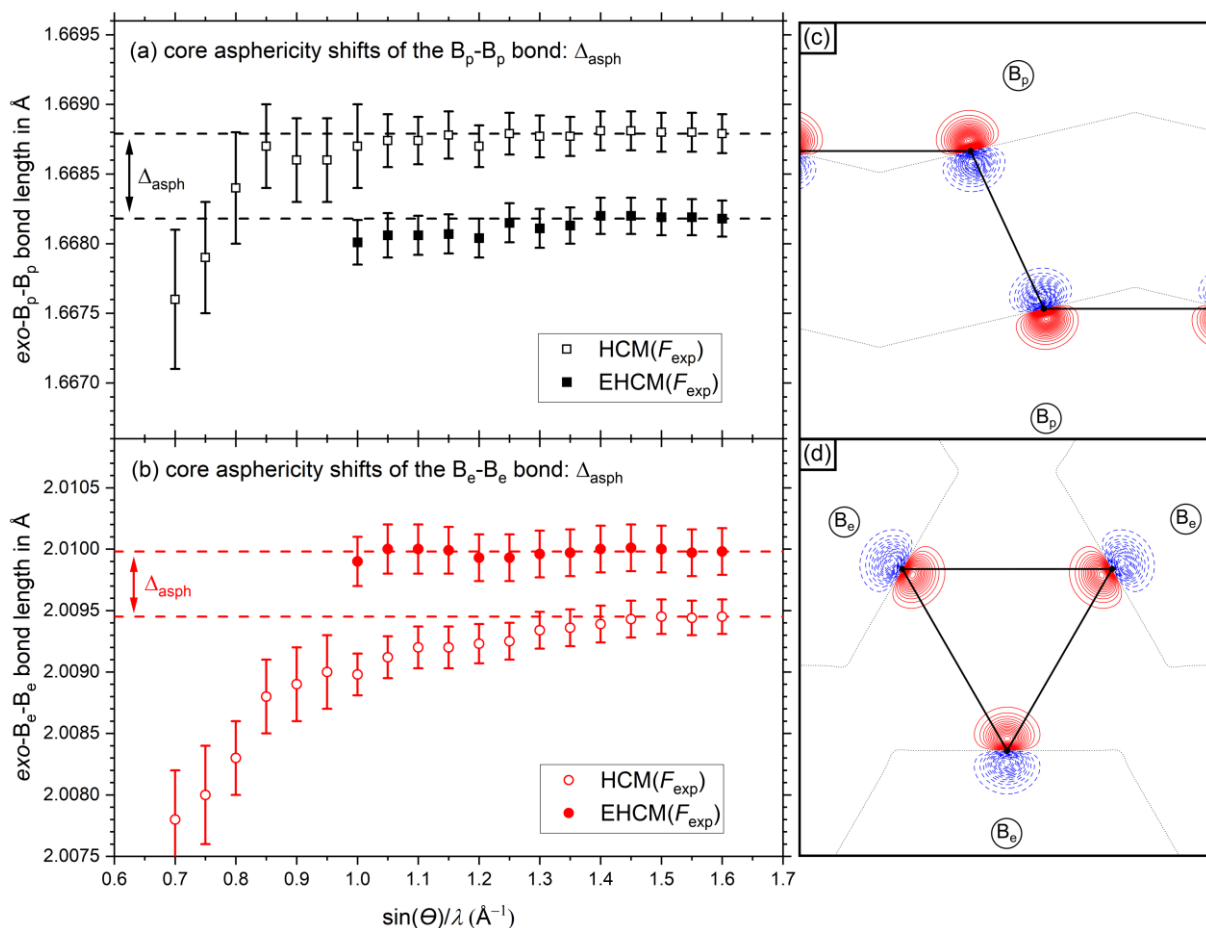 (a) core asphericity shifts of the Bp-Bp bond: Δasph
1.6695
1.6690
1.6685
1.6680
1.6675
1.6670
exo-Bp-Bp bond length in Å
Δasph
HCM(Fexp)
EHCM(Fexp)
(b) core asphericity shifts of the Be-Be bond: Δasph
2.0105
2.0100
2.0095
2.0090
2.0085
2.0080
2.0075
exo-Be-Be bond length in Å
Δasph
HCM(Fexp)
EHCM(Fexp)
0.6 0.7 0.8 0.9 1.0 1.1 1.2 1.3 1.4 1.5 1.6 1.7
sin(Θ)/λ (Å⁻¹)
(c)
Bp
Bp
(d)
Be
Be
Be